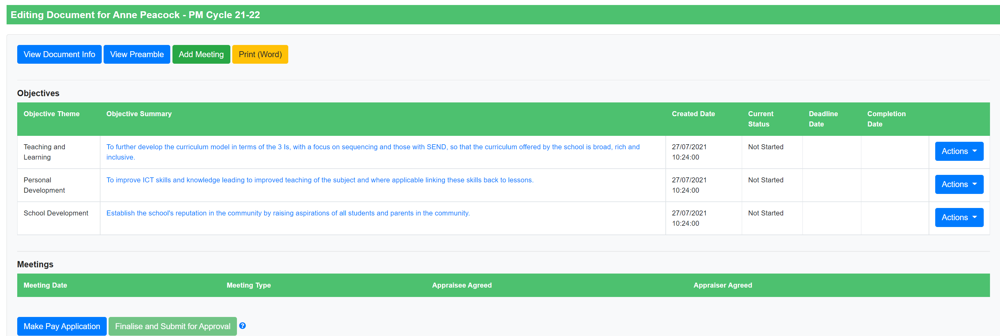 Editing Document for Anne Peacock - PM Cycle 21-22
View Document Info View Preamble Add Meeting Print (Word)
Objectives
Objective Theme Objective Summary Created Date Current Status Deadline Date Completion Date
Teaching and Learning To further develop the curriculum model in terms of the 3 Is, with a focus on sequencing and those with SEND, so that the curriculum offered by the school is broad, rich and inclusive. 27/07/2021 10:24:00 Not Started Actions
Personal Development To improve ICT skills and knowledge leading to improved teaching of the subject and where applicable linking these skills back to lessons. 27/07/2021 10:24:00 Not Started Actions
School Development Establish the school's reputation in the community by raising aspirations of all students and parents in the community. 27/07/2021 10:24:00 Not Started Actions
Meetings
Meeting Date Meeting Type Appraisee Agreed Appraiser Agreed
Make Pay Application Finalise and Submit for Approval ?